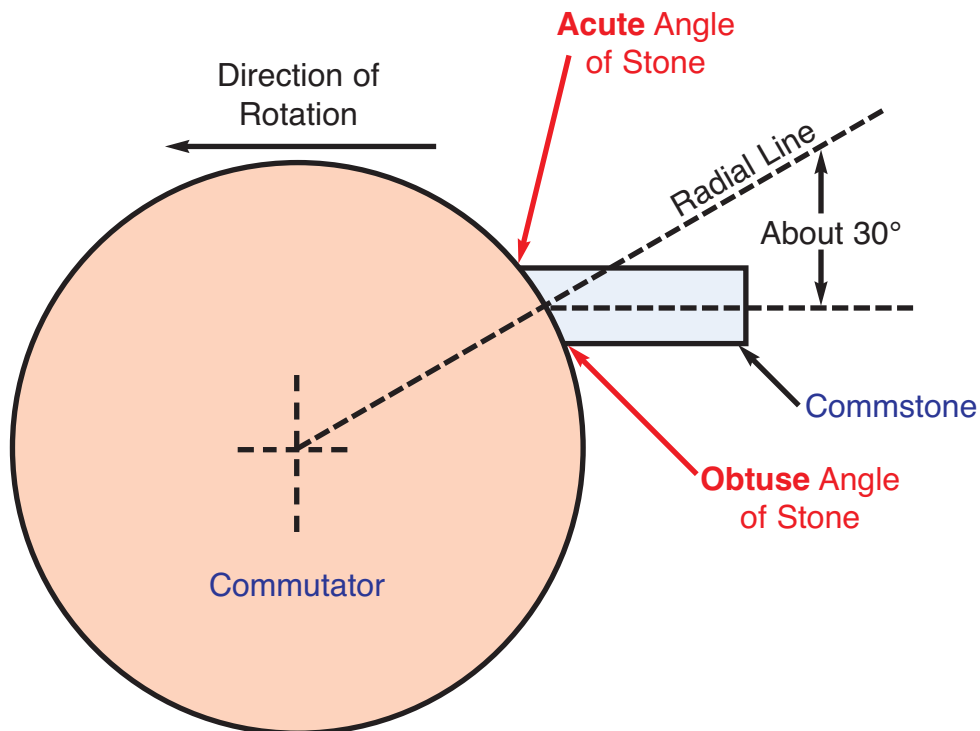 Acute Angle
of Stone
Direction of
Rotation
Radial Line
About 30°
Commstone
Obtuse Angle
of Stone
Commutator